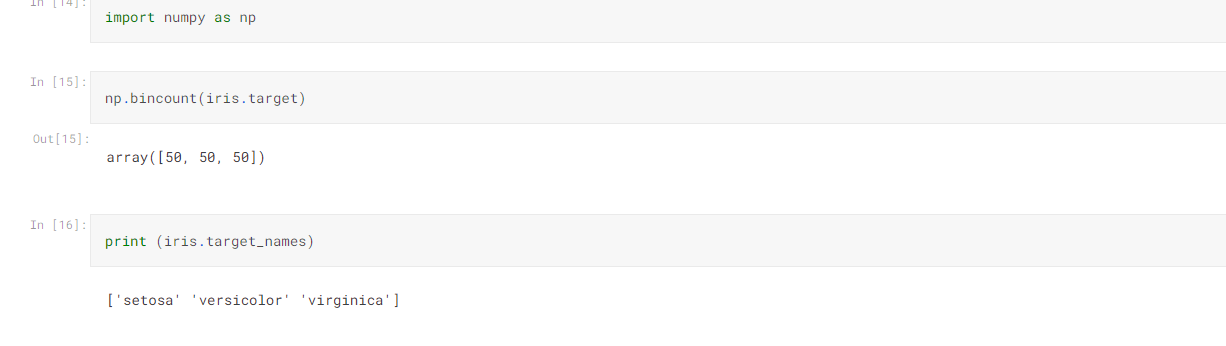 In [14]:
import numpy as np
In [15]:
np.bincount(iris.target)
Out[15]:
array([50, 50, 50])
In [16]:
print (iris.target_names)
['setosa' 'versicolor' 'virginica']